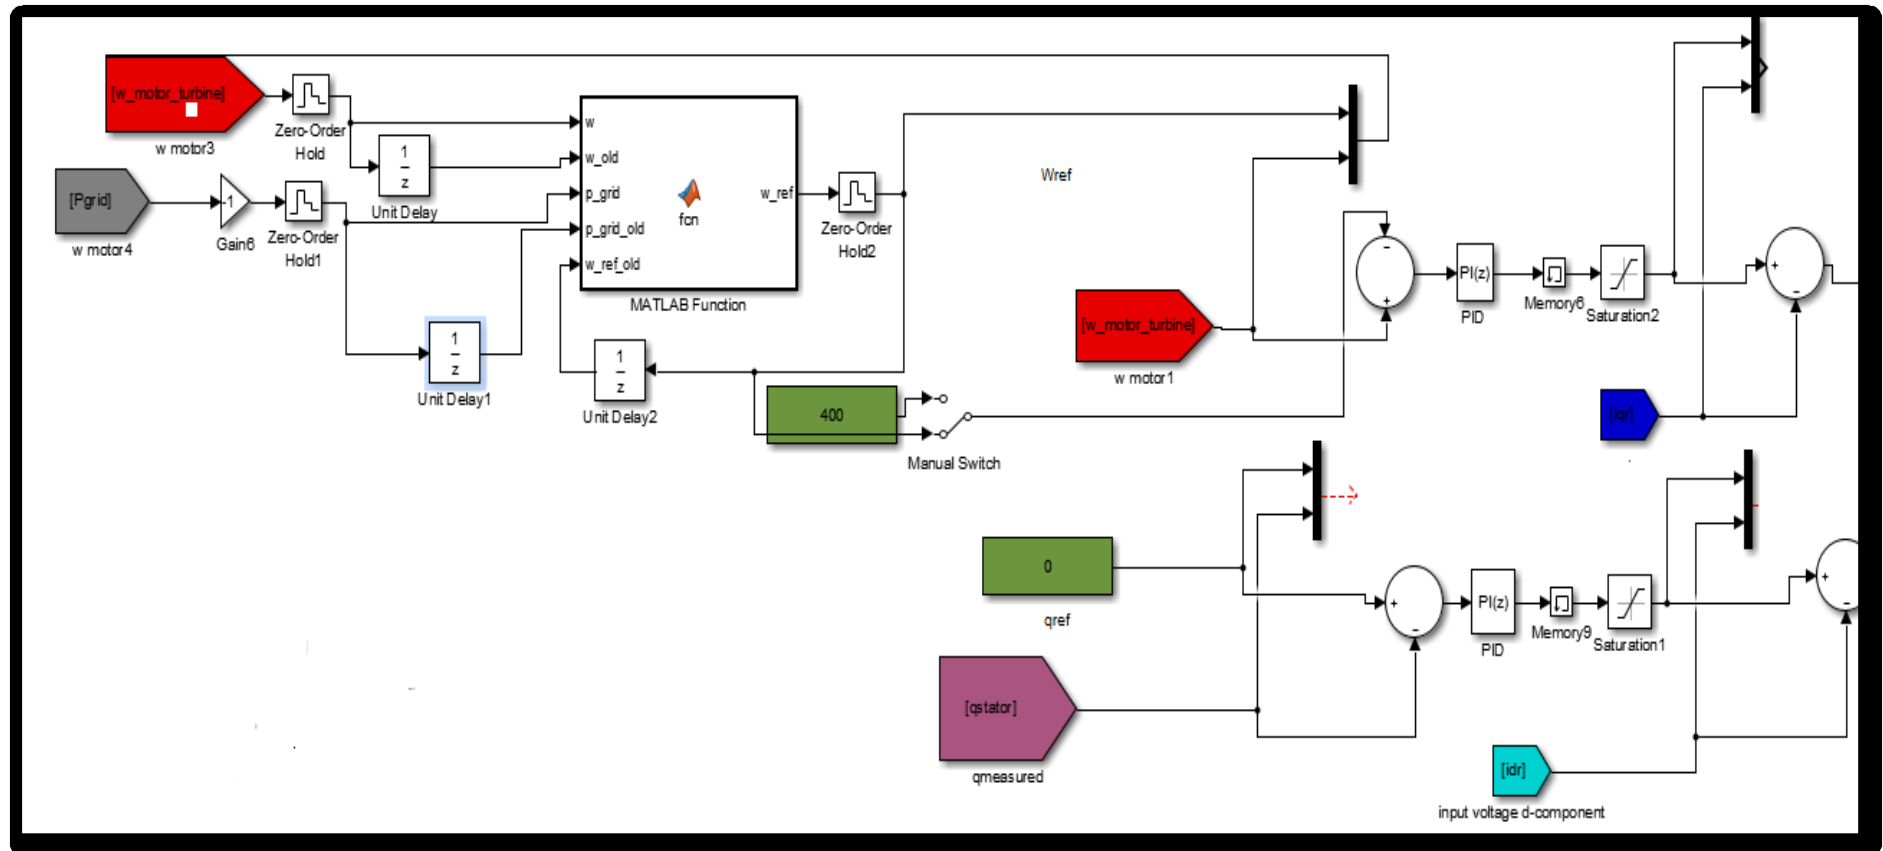 [w_motor_turbine]
w motor3
Zero-Order
Hold
1
z
Unit Delay
[Pgrid]
w motor4
-1
Gain6
Zero-Order
Hold1
1
z
Unit Delay1
w
w_old
p_grid
p_grid_old
w_ref_old
fcn
w_ref
MATLAB Function
Zero-Order
Hold2
1
z
Unit Delay2
400
Manual Switch
Wref
[w_motor_turbine]
w motor1
-
+
PI(z)
PID
Memory6
Saturation2
+
-
[iqr]
0
qref
[qstator]
qmeasured
+
-
PI(z)
PID
Memory9
Saturation1
+
-
[idr]
input voltage d-component